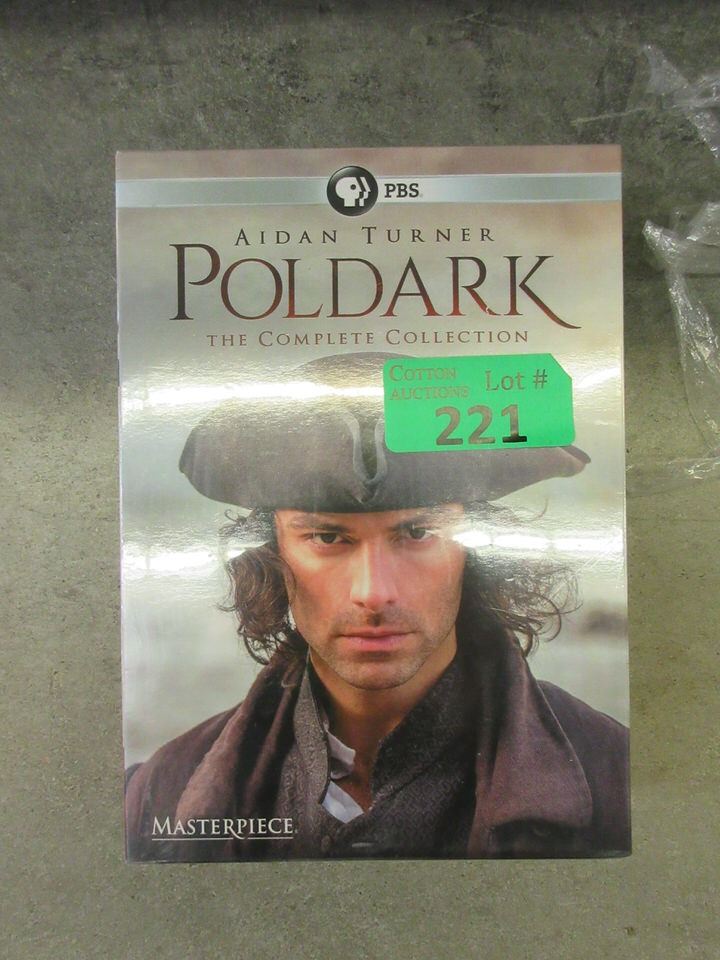 PBS
AIDAN TURNER
POLDARK
THE COMPLETE COLLECTION
COTTON AUCTIONS Lot #
221
MASTERPIECE